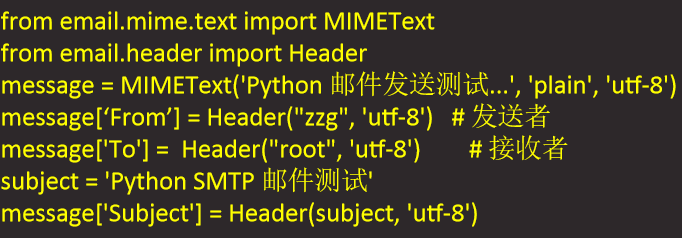 from email.mime.text import MIMEText
from email.header import Header
message = MIMEText('Python 邮件发送测试...', 'plain', 'utf-8')
message[‘From’] = Header("zzg", 'utf-8')   # 发送者
message['To'] =  Header("root", 'utf-8')        # 接收者
subject = 'Python SMTP 邮件测试'
message['Subject'] = Header(subject, 'utf-8')